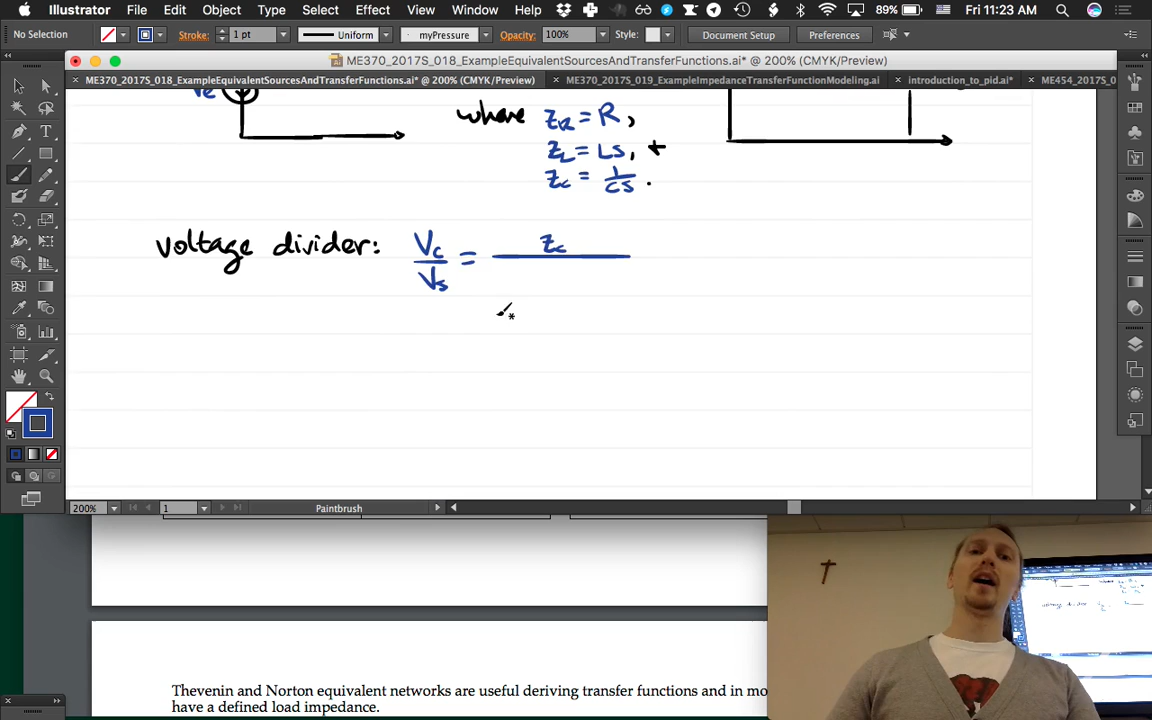 Illustrator File Edit Object Type Select Effect View Window Help 89% Fri 11:23 AM
No Selection Stroke: 1 pt Uniform myPressure Opacity: 100% Style: Document Setup Preferences
ME370_2017S_018_ExampleEquivalentSourcesAndTransferFunctions.ai* @ 200% (CMYK/Preview)
ME370_2017S_018_ExampleEquivalentSourcesAndTransferFunctions.ai* @ 200% (CMYK/Preview) ME370_2017S_019_ExampleImpedanceTransferFunctionModeling.ai introduction_to_pid.ai* ME454_2017S_0
Ve
where Z_R = R,
Z_L = LS, +
Z_C = 1/CS .
voltage divider: V_C/V_S = Z_C
200% 1 Paintbrush
Thevenin and Norton equivalent networks are useful deriving transfer functions and in mo
have a defined load impedance.